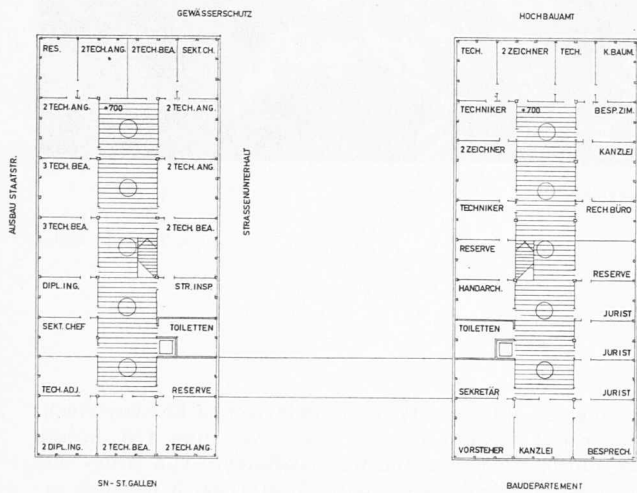 GEWÄSSERSCHUTZ
HOCHBAUAMT
RES. 2TECH.ANG. 2TECH.BEA. SEKT.CH.
2 TECH.ANG. +700 2 TECH.ANG.
3 TECH.BEA. 2 TECH.ANG.
3 TECH.BEA. 2 TECH.BEA.
DIPL.ING. STR.INSP.
SEKT.CHEF TOILETTEN
TECH.ADJ. RESERVE
2 DIPL.ING. 2 TECH.BEA. 2 TECH.ANG.
AUSBAU STAATSTR.
STRASSENUNTERHALT
SN-ST.GALLEN
TECH. 2 ZEICHNER TECH. K.BAUM.
TECHNIKER +700 BESP.ZIM.
2 ZEICHNER KANZLEI
TECHNIKER RECH.BÜRO
RESERVE
RESERVE
HANDARCH. JURIST
TOILETTEN JURIST
SEKRETÄR JURIST
VORSTEHER KANZLEI BESPRECH.
BAUDEPARTEMENT